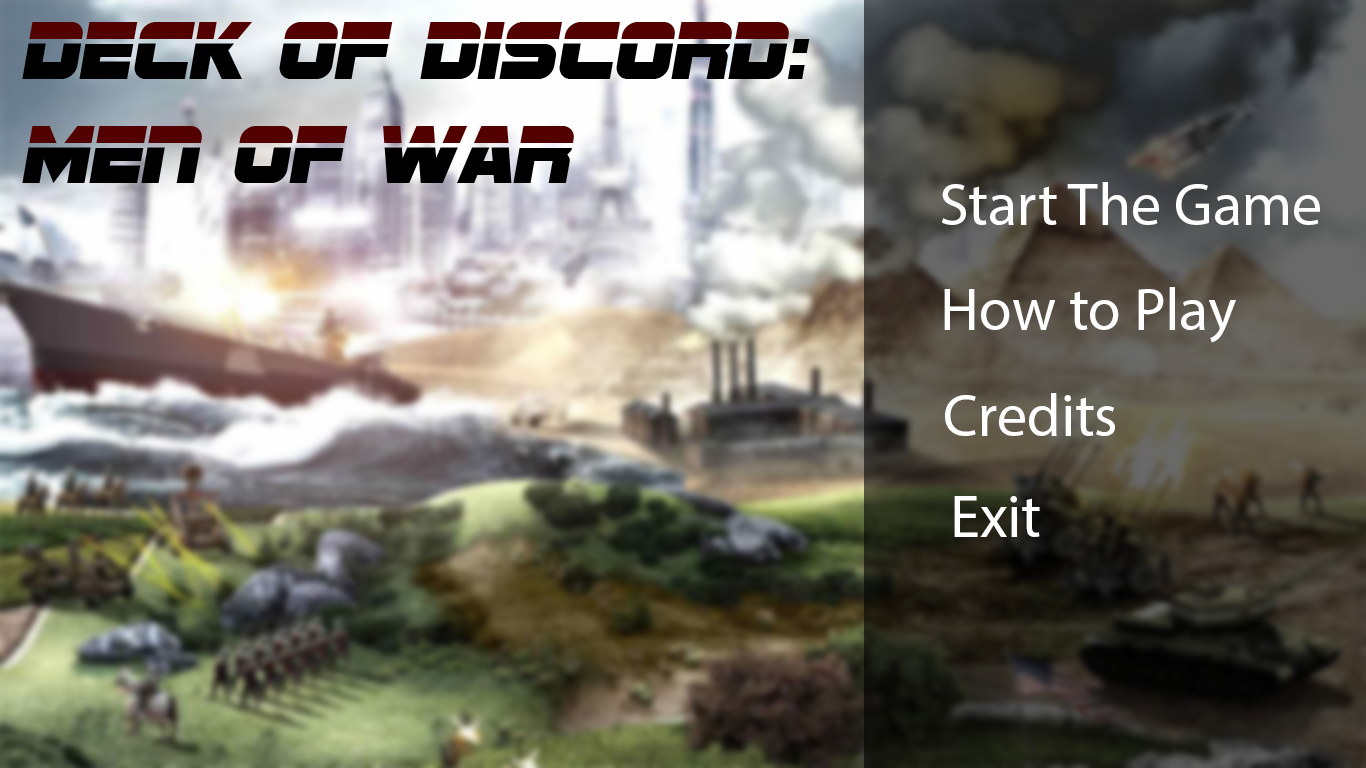 DECK OF DISCORD:
MEN OF WAR
Start The Game
How to Play
Credits
Exit